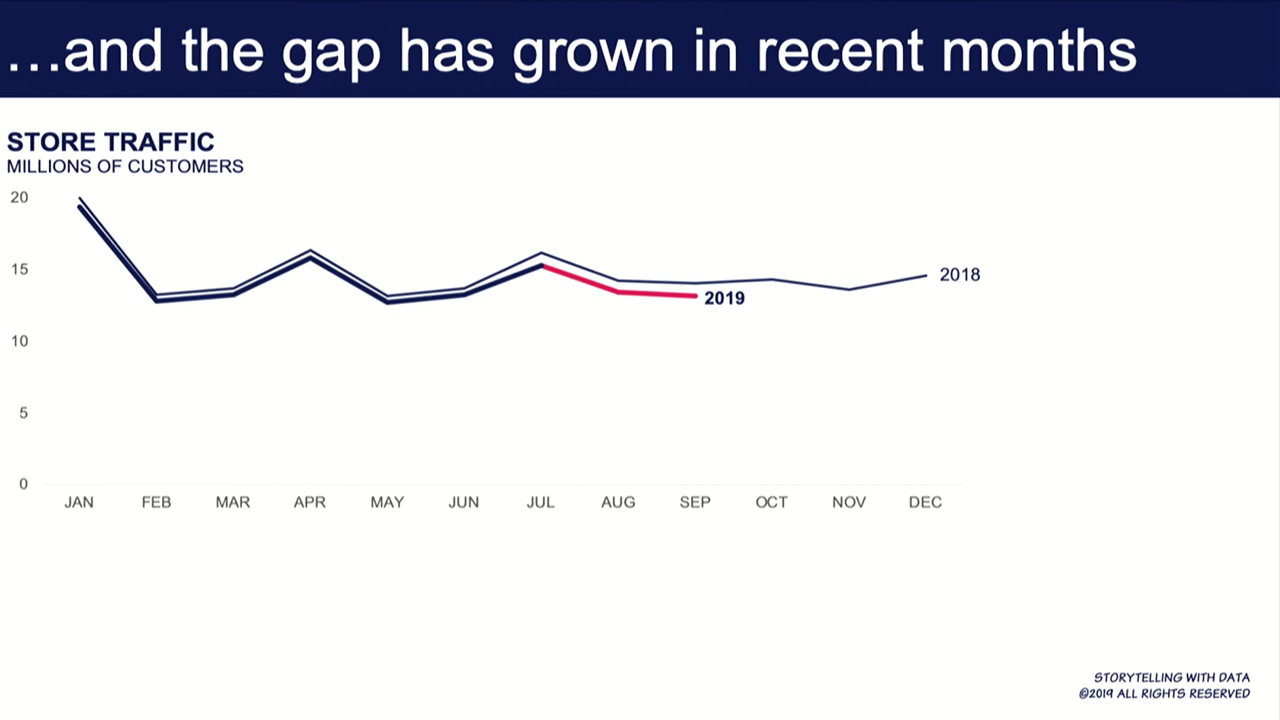 …and the gap has grown in recent months
STORE TRAFFIC
MILLIONS OF CUSTOMERS
20
15
10
5
0
2018
2019
JAN FEB MAR APR MAY JUN JUL AUG SEP OCT NOV DEC
STORYTELLING WITH DATA
©2019 ALL RIGHTS RESERVED